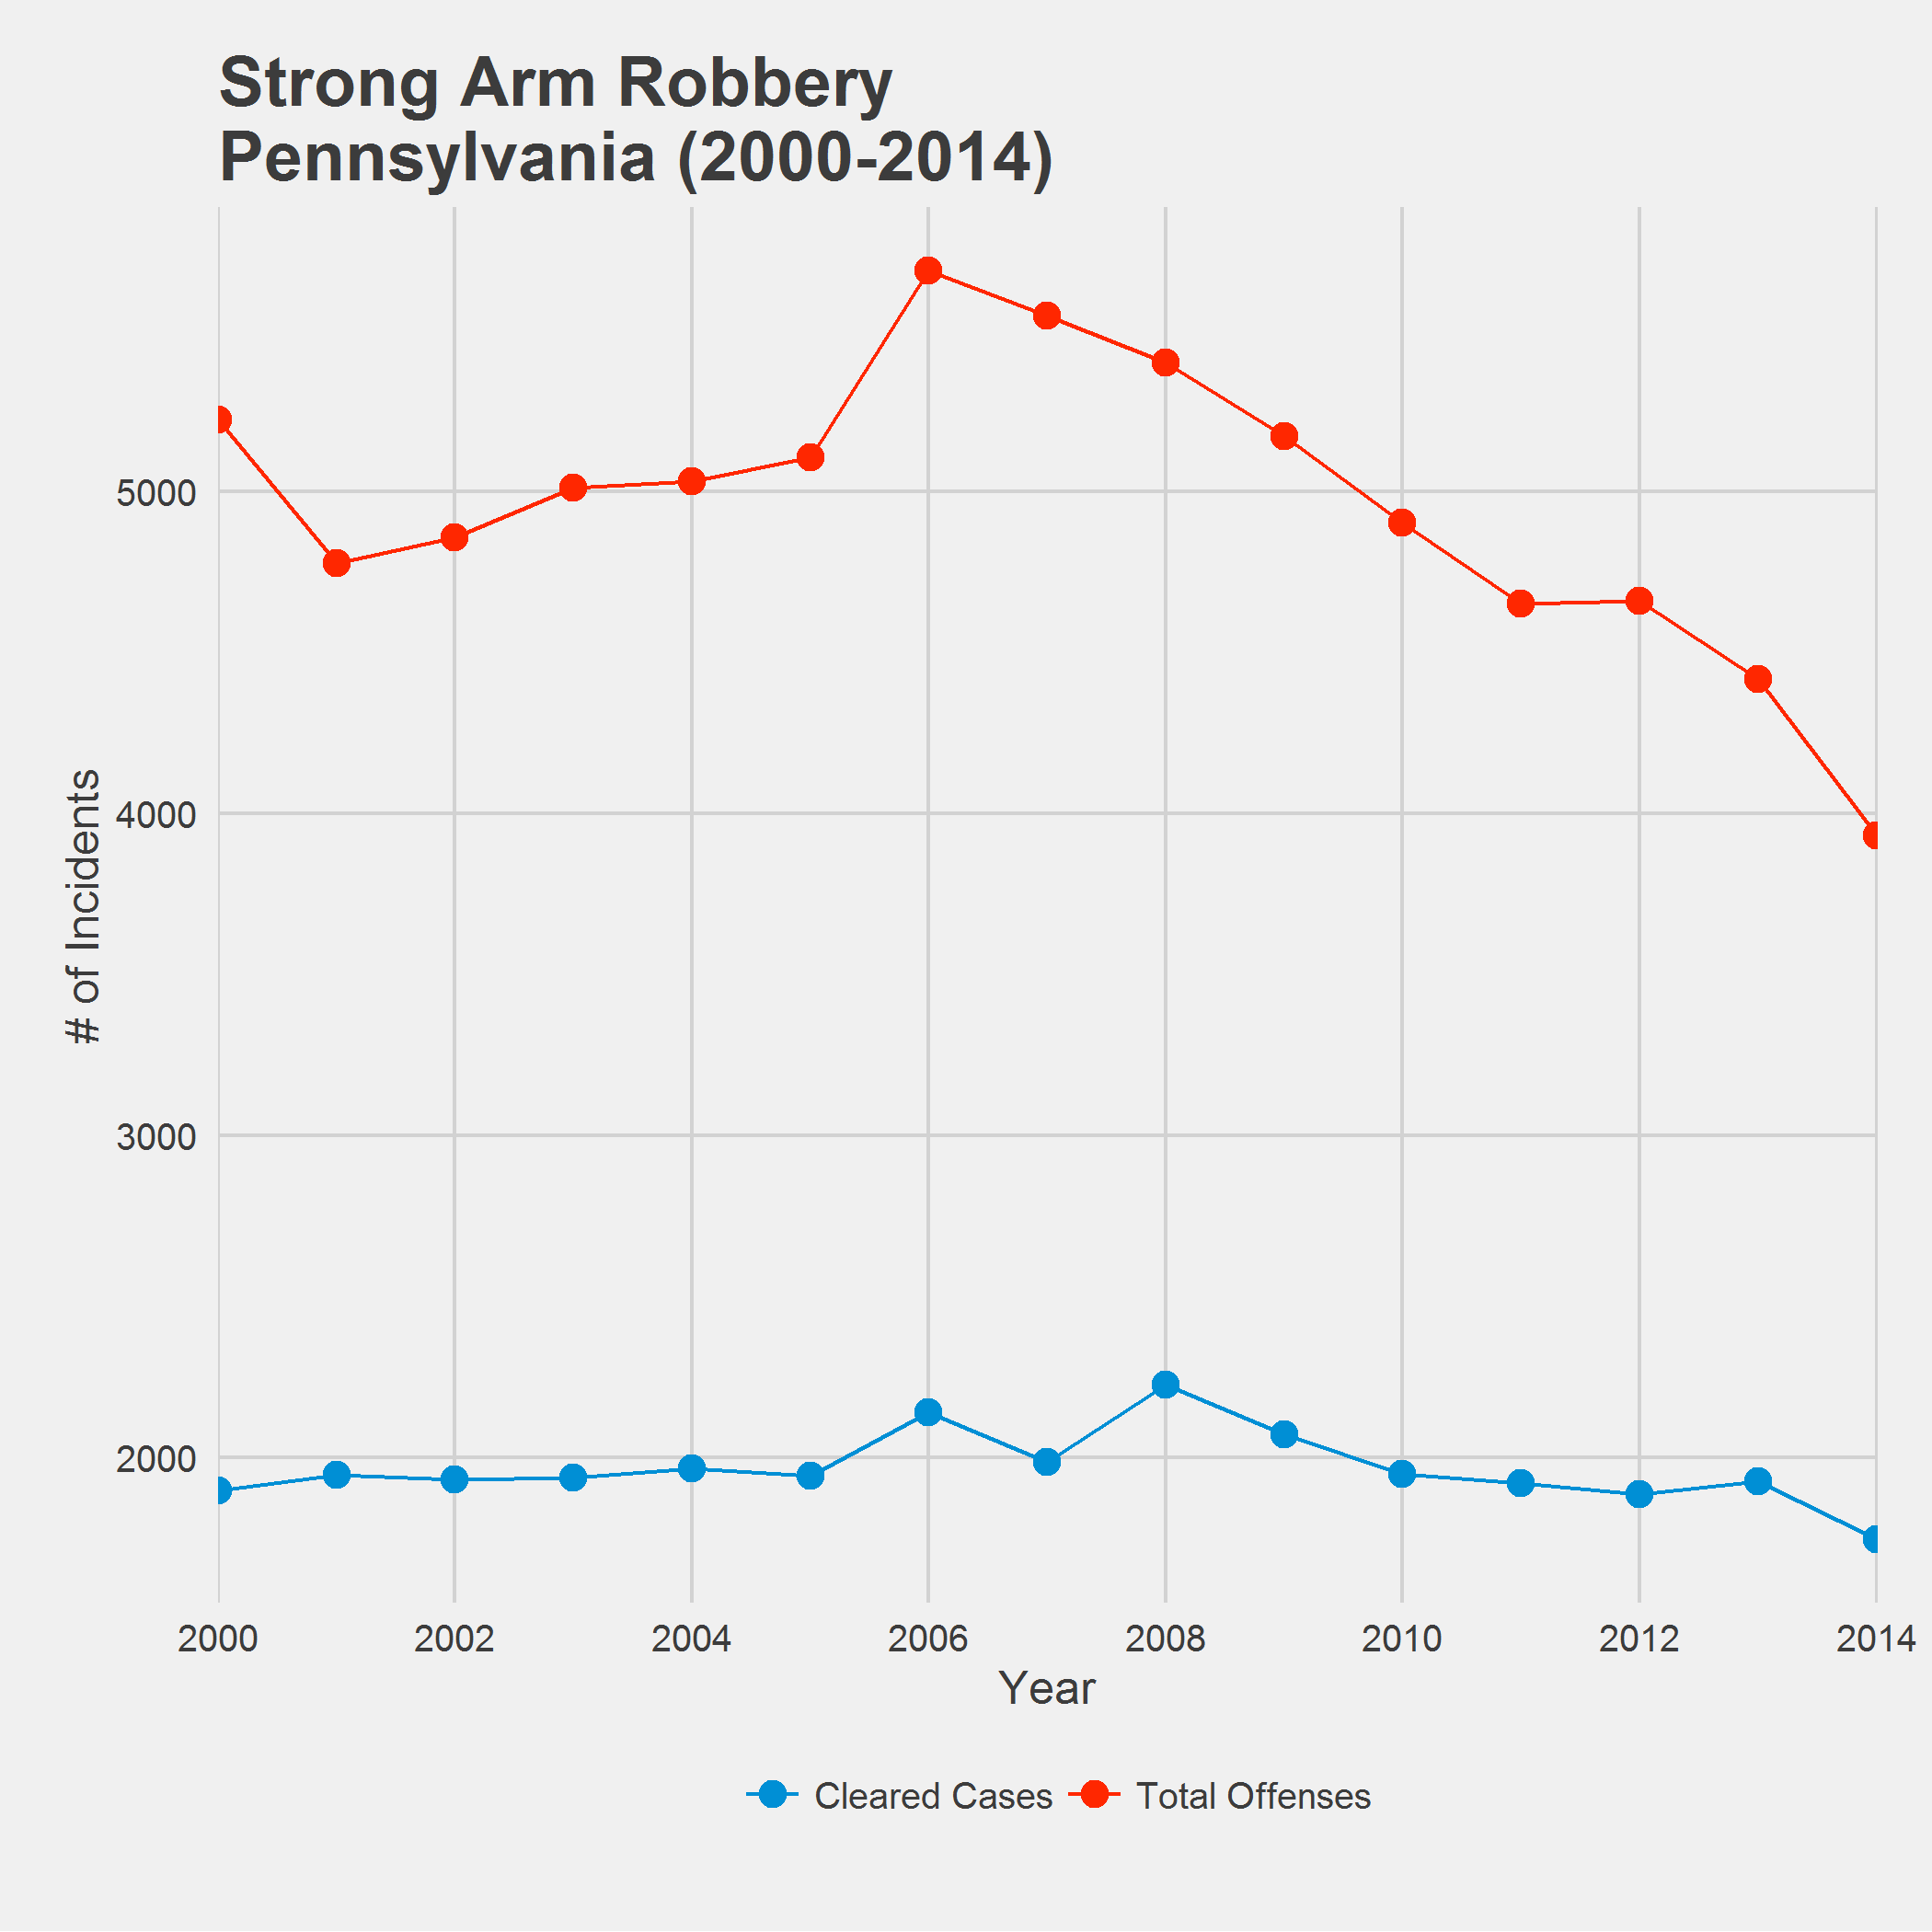 Strong Arm Robbery
Pennsylvania (2000-2014)
# of Incidents
5000
4000
3000
2000
2000 2002 2004 2006 2008 2010 2012 2014
Year
Cleared Cases Total Offenses